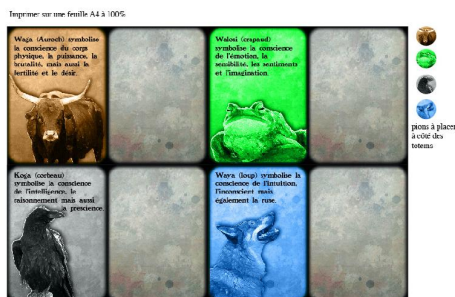 Imprimer sur une feuille A4 à 100%
Waga (Auroch) symbolise
la conscience du corps
physique, la puissance, la
brutalité, mais aussi la
fertilité et le désir.
Walosi (crapaud)
symbolise la conscience
de l'émotion, la
sensibilité, les sentiments
et l'imagination.
pions à placer
à côté des
totems
Koga (corbeau)
symbolise la conscience
de l'intelligence, le
raisonnement mais aussi
la prescience.
Waya (loup) symbolise la
conscience de l'intuition,
l'inconscient mais
également la ruse.